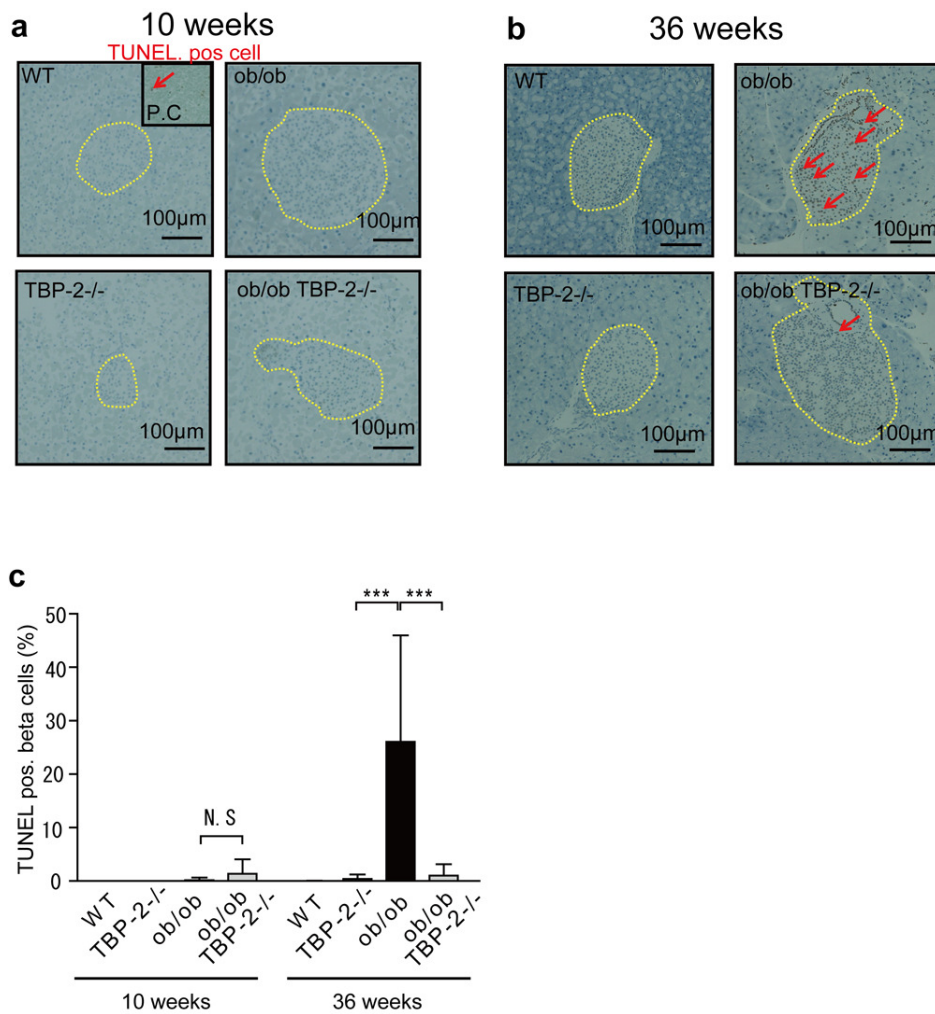 a
10 weeks
TUNEL. pos cell
WT
P.C
100μm
ob/ob
100μm
TBP-2-/-
100μm
ob/ob TBP-2-/-
100μm
b
36 weeks
WT
100μm
ob/ob
100μm
TBP-2-/-
100μm
ob/ob TBP-2-/-
100μm
c
TUNEL pos. beta cells (%)
50
40
30
20
10
0
N. S
***
***
WT
TBP-2-/-
ob/ob
ob/ob
TBP-2-/-
WT
TBP-2-/-
ob/ob
ob/ob
TBP-2-/-
10 weeks
36 weeks